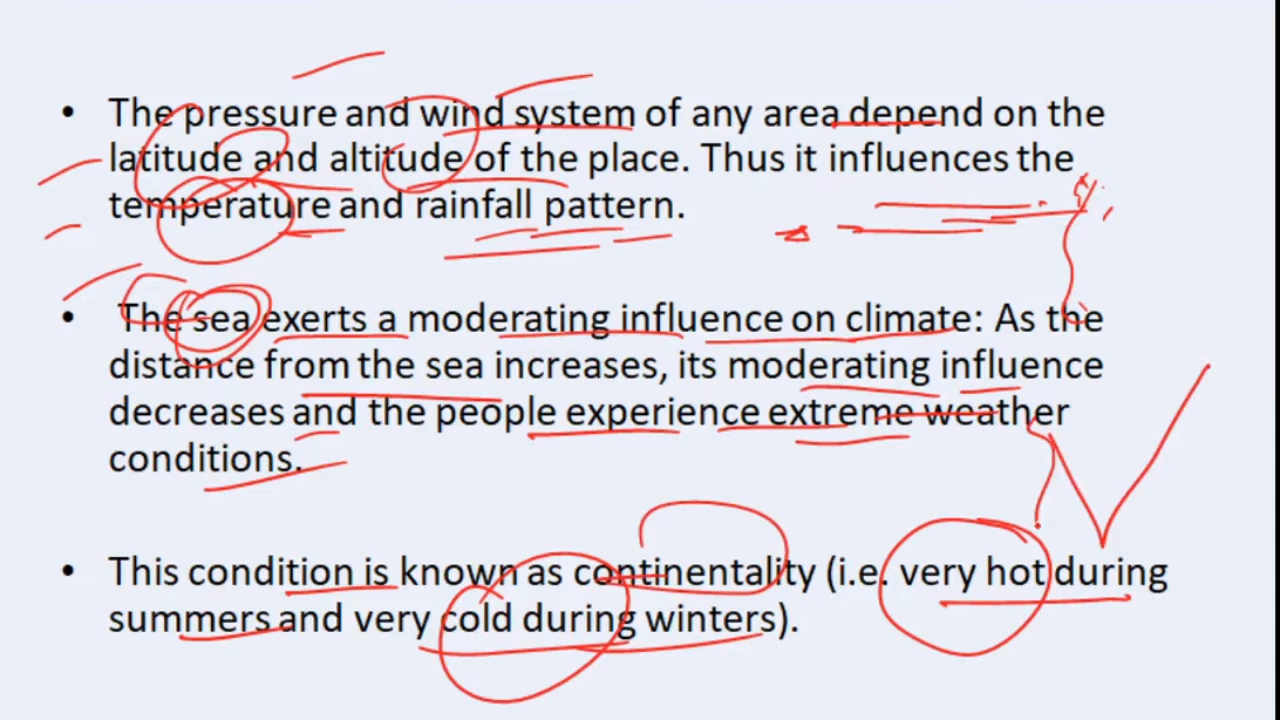 • The pressure and wind system of any area depend on the
latitude and altitude of the place. Thus it influences the
temperature and rainfall pattern.
• The sea exerts a moderating influence on climate: As the
distance from the sea increases, its moderating influence
decreases and the people experience extreme weather
conditions.
• This condition is known as continentality (i.e. very hot during
summers and very cold during winters).